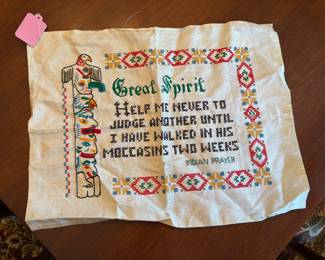 Great Spirit
HELP ME NEVER TO
JUDGE ANOTHER UNTIL
I HAVE WALKED IN HIS
MOCCASINS TWO WEEKS
INDIAN PRAYER